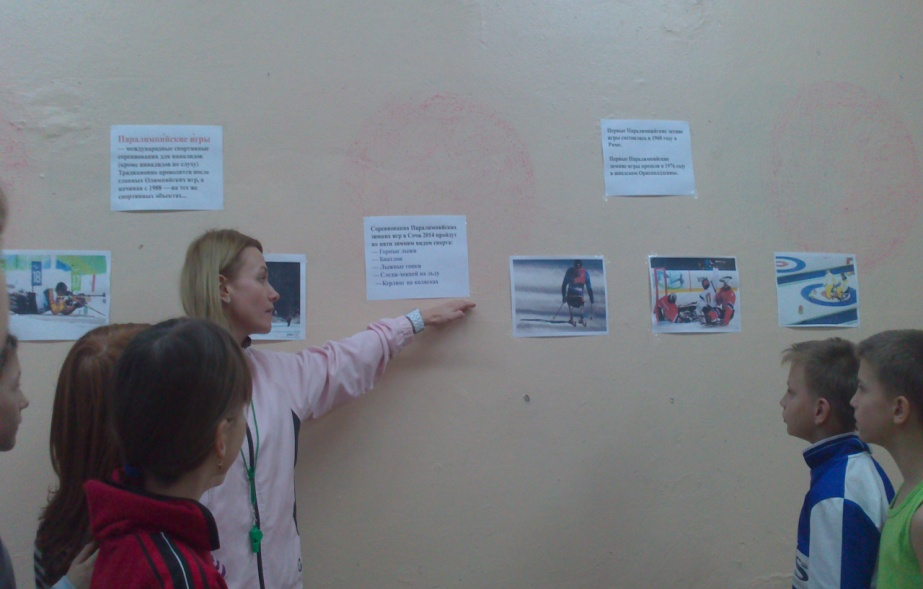 Паралимпийские игры
— международные спортивные
соревнования для инвалидов
(кроме инвалидов по слуху)
Традиционно проводятся после
главных Олимпийских игр, а
начиная с 1988 — на тех же
спортивных объектах...
Соревнования Паралимпийских
зимних игр в Сочи 2014 пройдут
по пяти зимним видам спорта:
— Горные лыжи
— Биатлон
— Лыжные гонки
— Следж-хоккей на льду
— Керлинг на колясках
Первые Паралимпийские летние
игры состоялись в 1960 году в
Риме.
Первые Паралимпийские
зимние игры прошли в 1976 году
в шведском Орнсколдсвике.